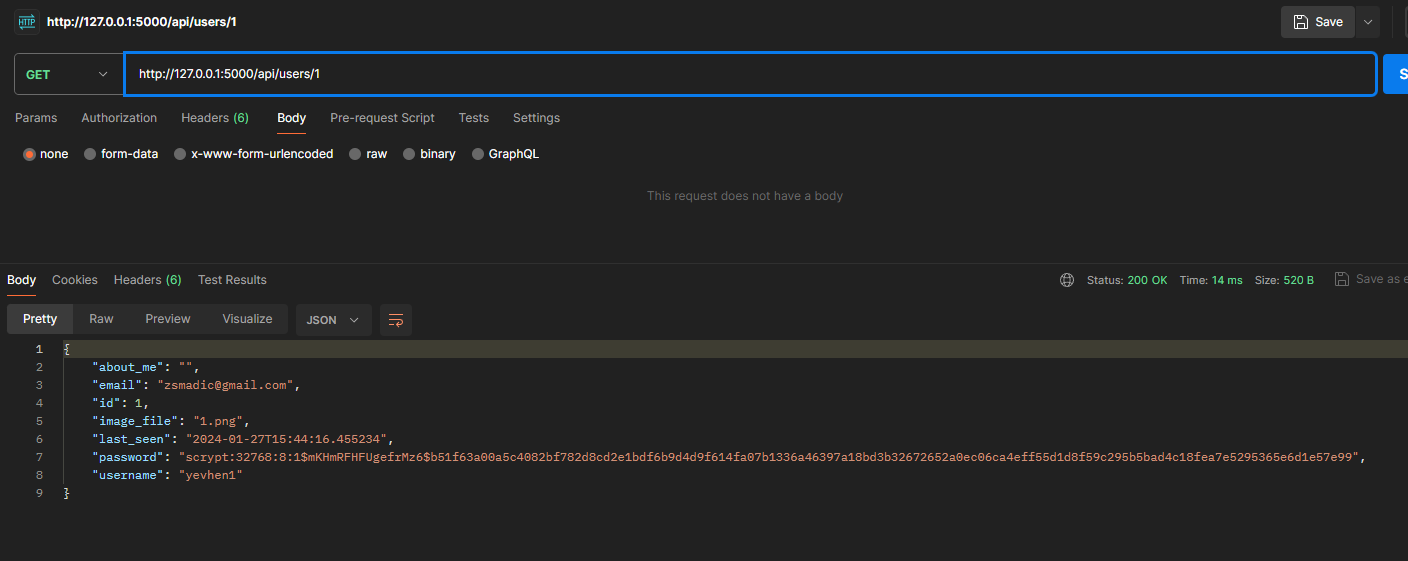 HTTP http://127.0.0.1:5000/api/users/1 Save
GET http://127.0.0.1:5000/api/users/1 S
Params Authorization Headers (6) Body Pre-request Script Tests Settings
none form-data x-www-form-urlencoded raw binary GraphQL
This request does not have a body
Body Cookies Headers (6) Test Results Status: 200 OK Time: 14 ms Size: 520 B Save as e
Pretty Raw Preview Visualize JSON
1 {
2 "about_me": "",
3 "email": "zsmadic@gmail.com",
4 "id": 1,
5 "image_file": "1.png",
6 "last_seen": "2024-01-27T15:44:16.455234",
7 "password": "scrypt:32768:8:1$mKHmRFHFUgefrMz6$b51f63a00a5c4082bf782d8cd2e1bdf6b9d4d9f614fa07b1336a46397a18bd3b32672652a0ec06ca4eff55d1d8f59c295b5bad4c18fea7e5295365e6d1e57e99",
8 "username": "yevhen1"
9 }